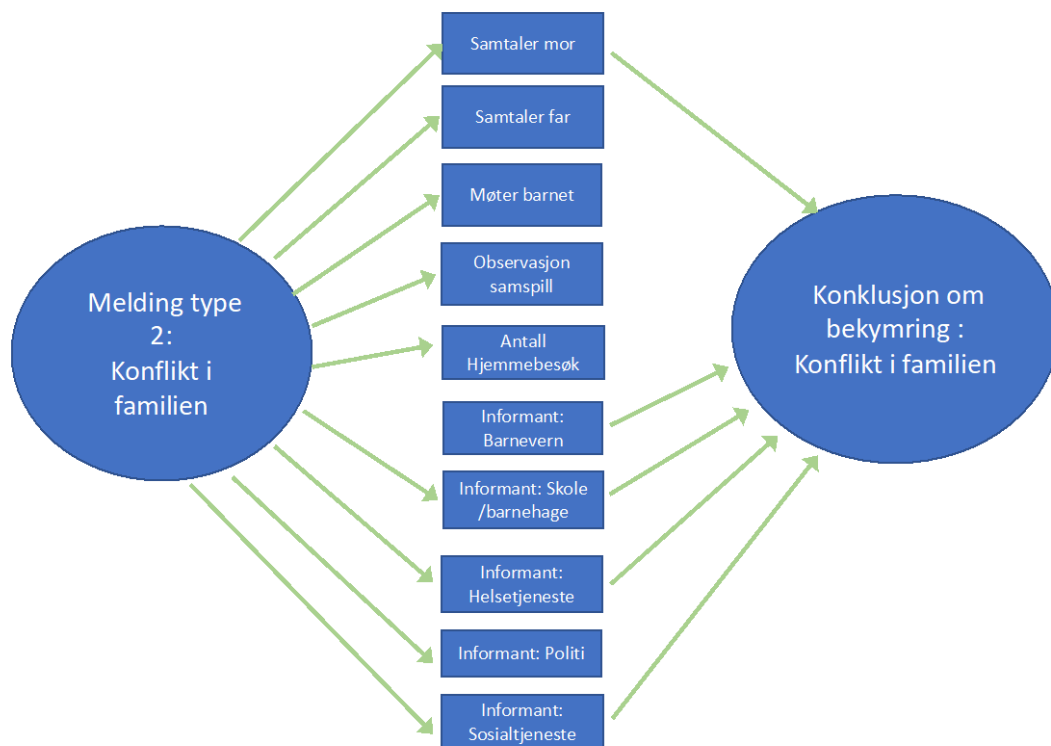 Melding type
2:
Konflikt i
familien
Samtaler mor
Samtaler far
Møter barnet
Observasjon
samspill
Antall
Hjemmebesøk
Informant:
Barnevern
Informant: Skole
/barnehage
Informant:
Helsetjeneste
Informant: Politi
Informant:
Sosialtjeneste
Konklusjon om
bekymring :
Konflikt i familien